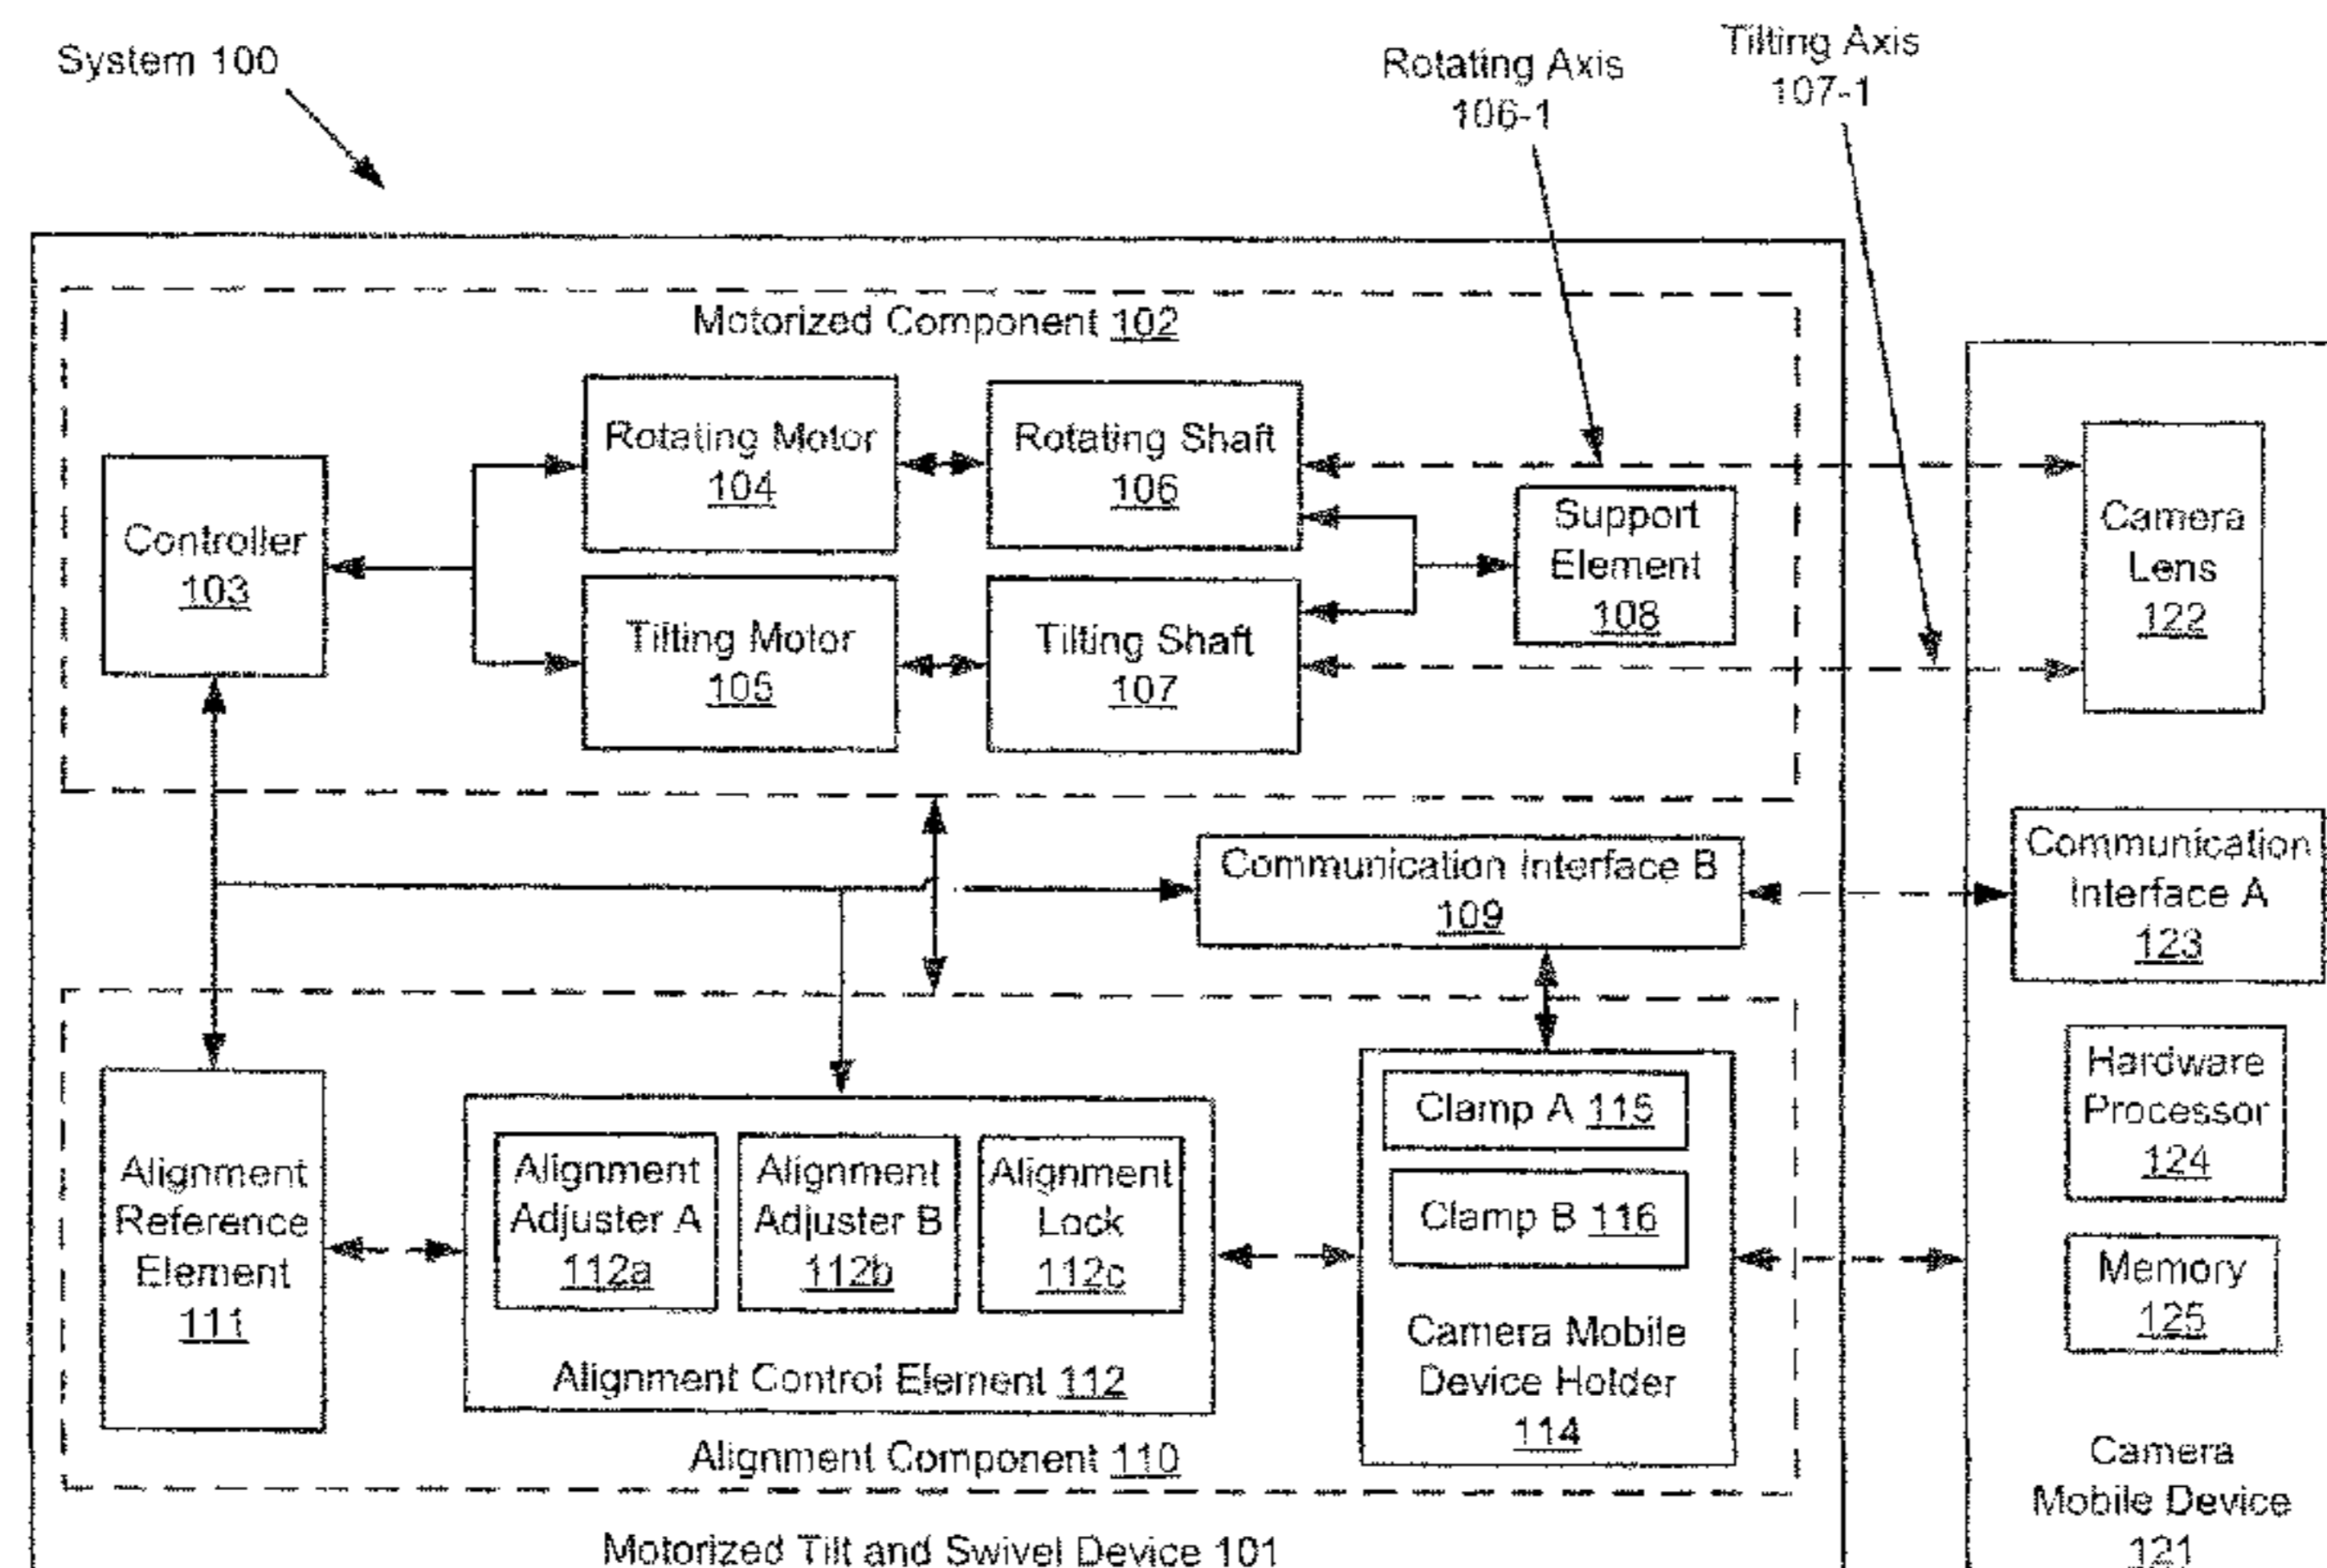 System 100
Rotating Axis
106-1
Tilting Axis
107-1
Motorized Component 102
Controller
103
Rotating Motor
104
Rotating Shaft
106
Tilting Motor
105
Tilting Shaft
107
Support
Element
108
Camera
Lens
122
Communication Interface B
109
Communication
Interface A
123
Alignment
Reference
Element
111
Alignment
Adjuster A
112a
Alignment
Adjuster B
112b
Alignment
Lock
112c
Alignment Control Element 112
Clamp A 115
Clamp B 116
Camera Mobile
Device Holder
114
Hardware
Processor
124
Memory
125
Alignment Component 110
Camera
Mobile Device
121
Motorized Tilt and Swivel Device 101